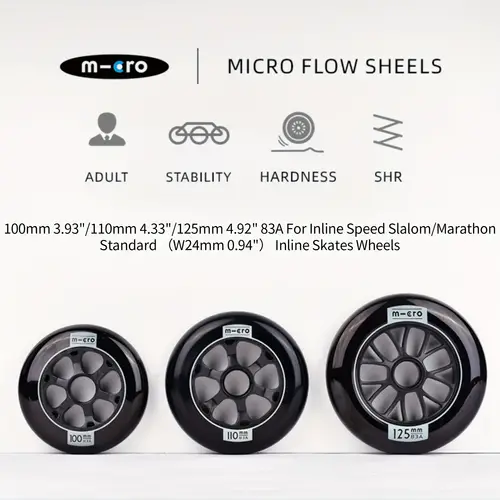 m-cro
MICRO FLOW SHEELS
ADULT
STABILITY
HARDNESS
SHR
100mm 3.93"/110mm 4.33"/125mm 4.92" 83A For Inline Speed Slalom/Marathon
Standard （W24mm 0.94"） Inline Skates Wheels
m-cro
m-cro
m-cro
100mm
110mm
125mm
83A